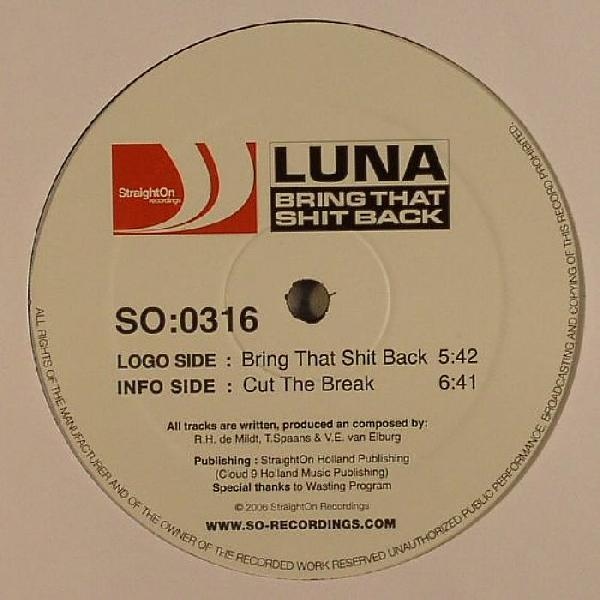 StraightOn
recordings
LUNA
BRING THAT
SHIT BACK
SO:0316
LOGO SIDE : Bring That Shit Back 5:42
INFO SIDE : Cut The Break 6:41
All tracks are written, produced an composed by:
R.H. de Mildt, T.Spaans & V.E. van Elburg
Publishing : StraightOn Holland Publishing
(Cloud 9 Holland Music Publishing)
Special thanks to Wasting Program
© 2006 StraightOn Recordings
WWW.SO-RECORDINGS.COM
ALL RIGHTS OF THE MANUFACTURER AND OF THE OWNER OF THE RECORDED WORK RESERVED UNAUTHORIZED PUBLIC PERFORMANCE, BROADCASTING AND COPYING OF THIS RECORD PROHIBITED.